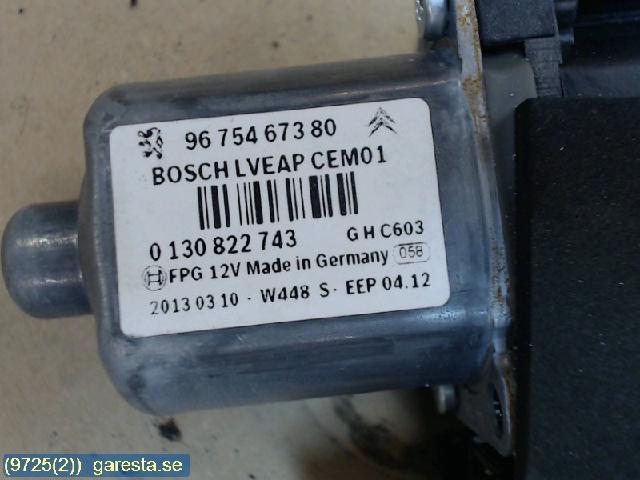 96 754 673 80
BOSCH LVEAP CEM01
0 130 822 743 G H C603
FPG 12V Made in Germany 058
2013 03 10 - W448 S - EEP 04.12
(9725(2)) garesta.se